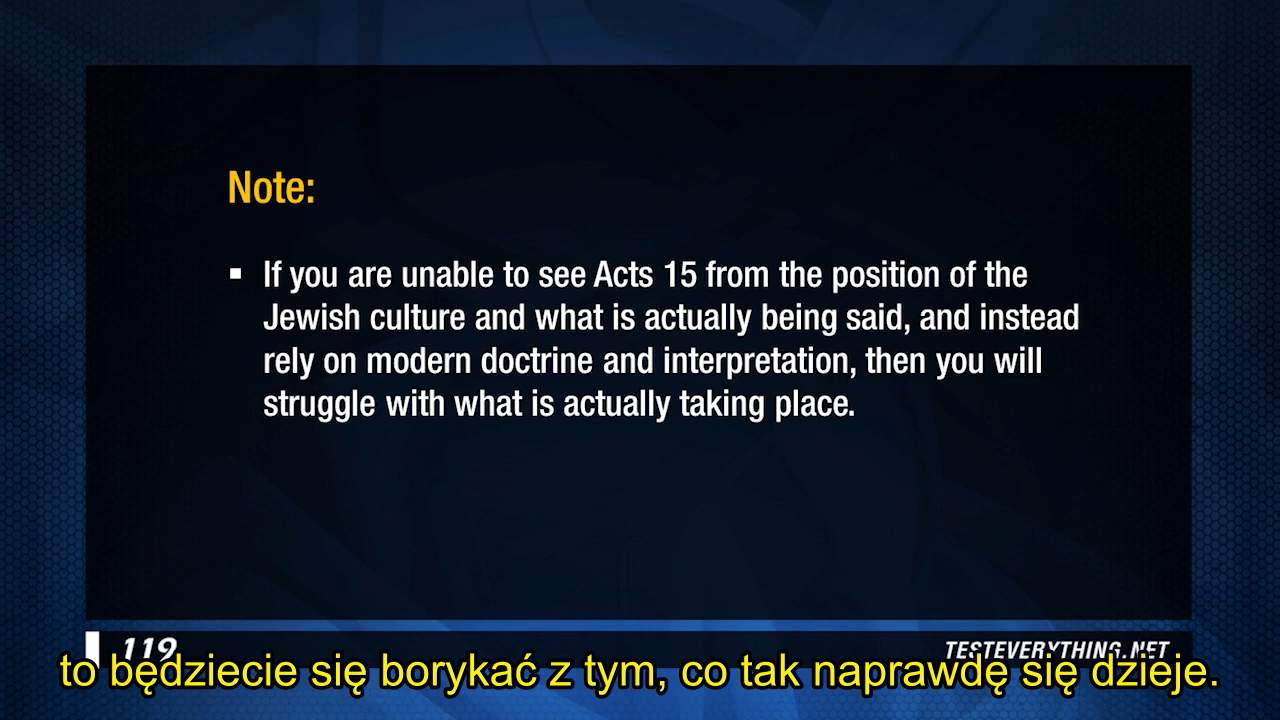 Note:
▪ If you are unable to see Acts 15 from the position of the
Jewish culture and what is actually being said, and instead
rely on modern doctrine and interpretation, then you will
struggle with what is actually taking place.
119
TESTEVERYTHING.NET
to będziecie się borykać z tym, co tak naprawdę się dzieje.